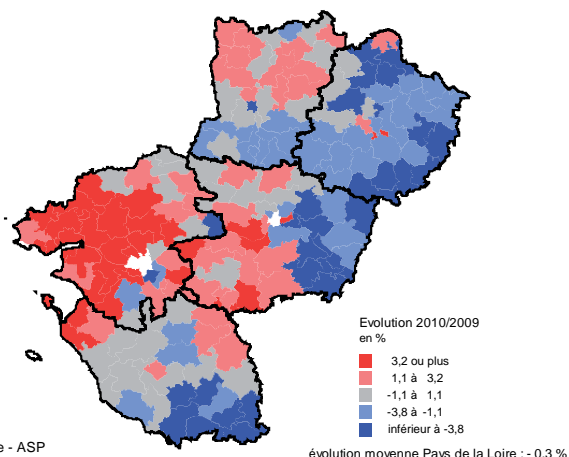 Evolution 2010/2009
en %
3,2 ou plus
1,1 à 3,2
-1,1 à 1,1
-3,8 à -1,1
inférieur à -3,8
e - ASP
évolution moyenne Pays de la Loire : - 0,3 %